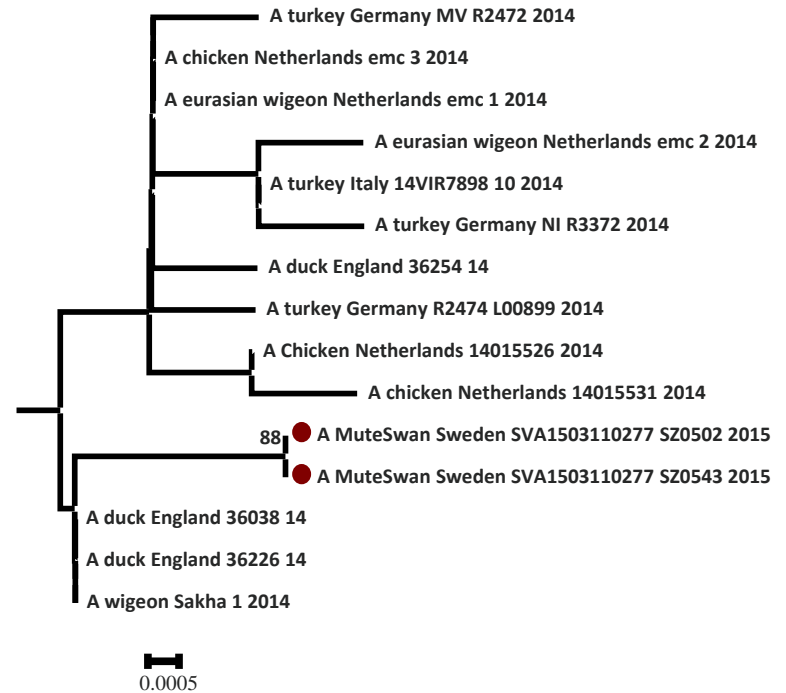 A turkey Germany MV R2472 2014
A chicken Netherlands emc 3 2014
A eurasian wigeon Netherlands emc 1 2014
A eurasian wigeon Netherlands emc 2 2014
A turkey Italy 14VIR7898 10 2014
A turkey Germany NI R3372 2014
A duck England 36254 14
A turkey Germany R2474 L00899 2014
A Chicken Netherlands 14015526 2014
A chicken Netherlands 14015531 2014
88
A MuteSwan Sweden SVA1503110277 SZ0502 2015
A MuteSwan Sweden SVA1503110277 SZ0543 2015
A duck England 36038 14
A duck England 36226 14
A wigeon Sakha 1 2014
0.0005